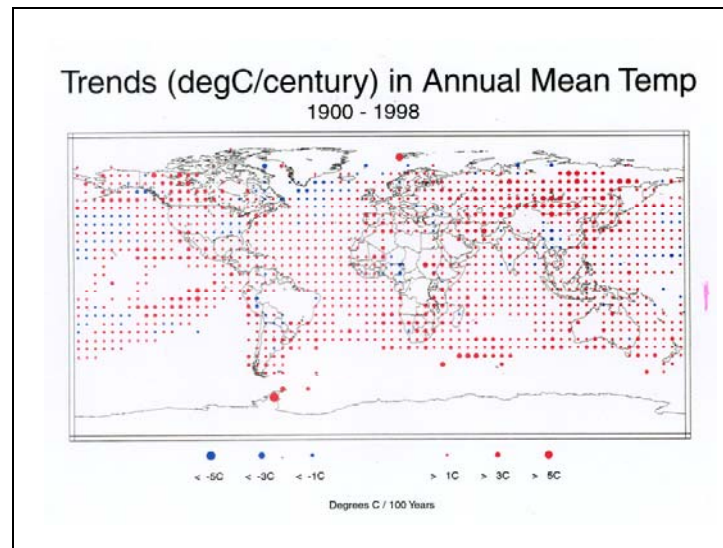 Trends (degC/century) in Annual Mean Temp
1900 - 1998
< -5C < -3C < -1C > 1C > 3C > 5C
Degrees C / 100 Years